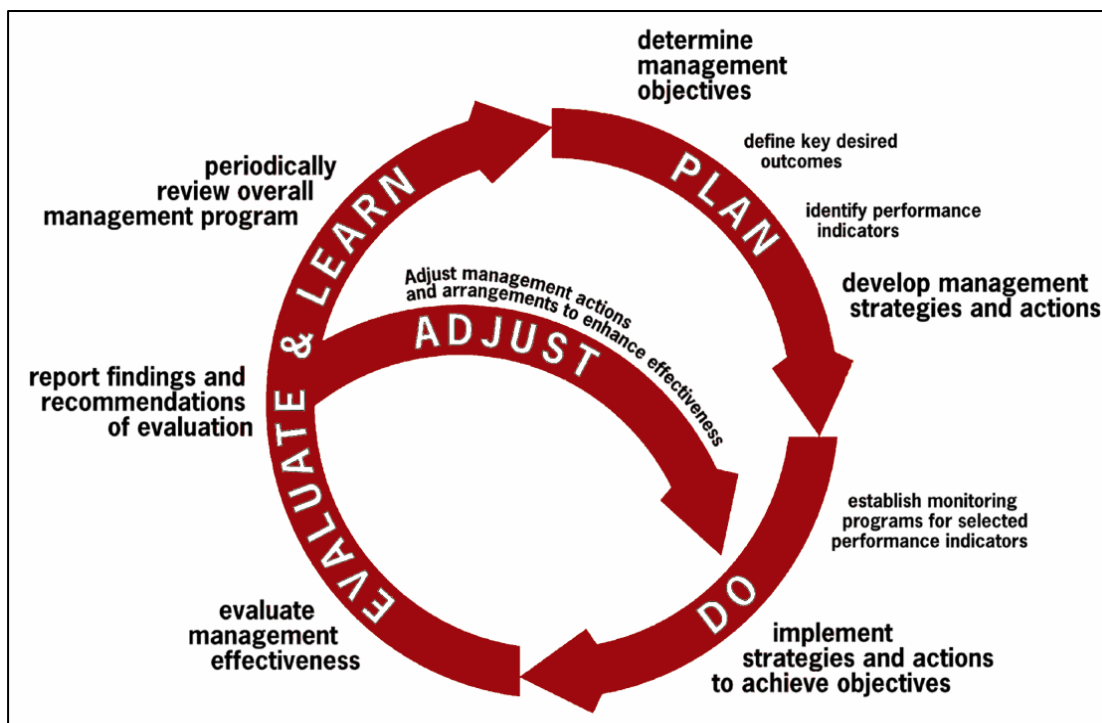 determine
management
objectives
define key desired
outcomes
PLAN
identify performance
indicators
develop management
strategies and actions
establish monitoring
programs for selected
performance indicators
DO
implement
strategies and actions
to achieve objectives
evaluate
management
effectiveness
EVALUATE & LEARN
report findings and
recommendations
of evaluation
periodically
review overall
management program
Adjust management actions
and arrangements to enhance effectiveness
ADJUST